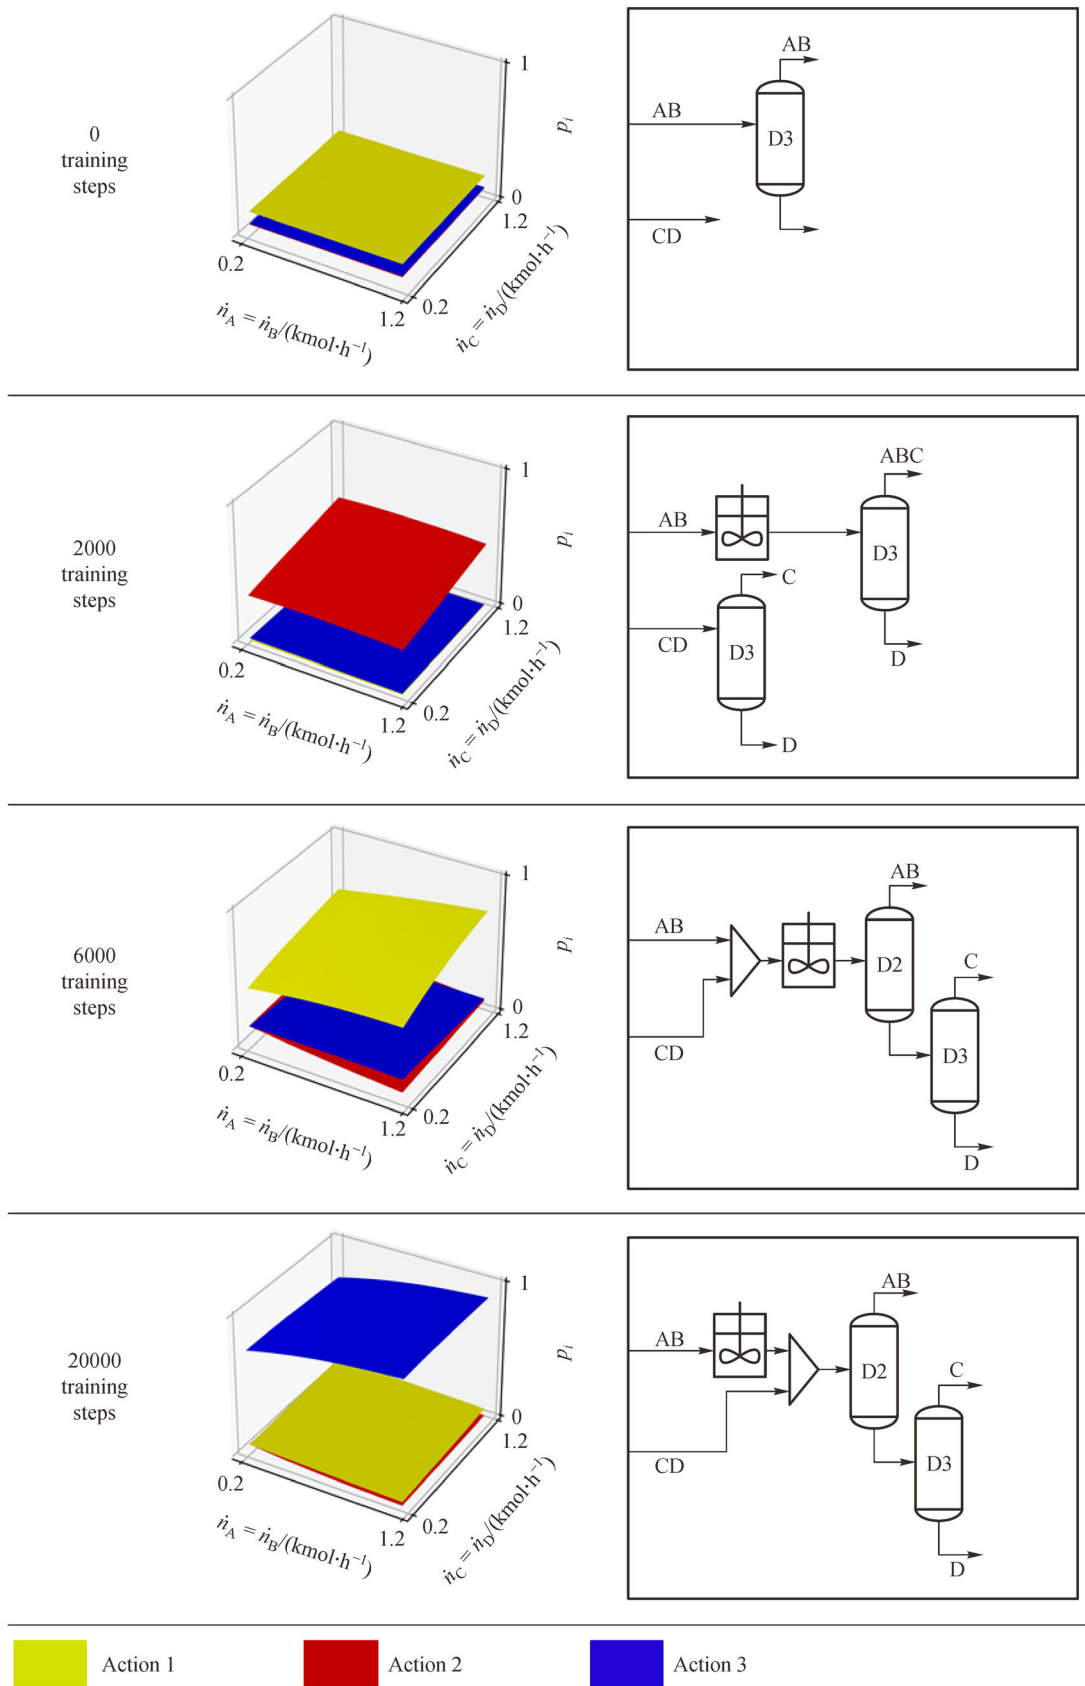 0
training
steps
1
p_i
0
1.2
0.2
0.2
1.2
ṅ_A = ṅ_B/(kmol·h⁻¹)
ṅ_C = ṅ_D/(kmol·h⁻¹)
AB
AB
D3
CD
2000
training
steps
1
p_i
0
1.2
0.2
0.2
1.2
ṅ_A = ṅ_B/(kmol·h⁻¹)
ṅ_C = ṅ_D/(kmol·h⁻¹)
ABC
AB
D3
C
CD
D3
D
D
6000
training
steps
1
p_i
0
1.2
0.2
0.2
1.2
ṅ_A = ṅ_B/(kmol·h⁻¹)
ṅ_C = ṅ_D/(kmol·h⁻¹)
AB
AB
D2
C
CD
D3
D
20000
training
steps
1
p_i
0
1.2
0.2
0.2
1.2
ṅ_A = ṅ_B/(kmol·h⁻¹)
ṅ_C = ṅ_D/(kmol·h⁻¹)
AB
AB
D2
C
CD
D3
D
Action 1
Action 2
Action 3